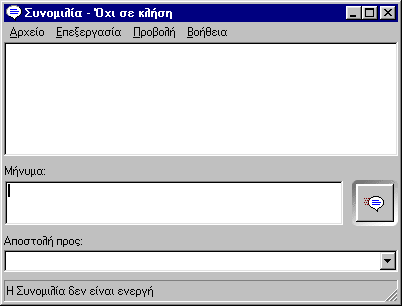 Συνομιλία - Όχι σε κλήση
Αρχείο Επεξεργασία Προβολή Βοήθεια
Μήνυμα:
Αποστολή προς:
Η Συνομιλία δεν είναι ενεργή